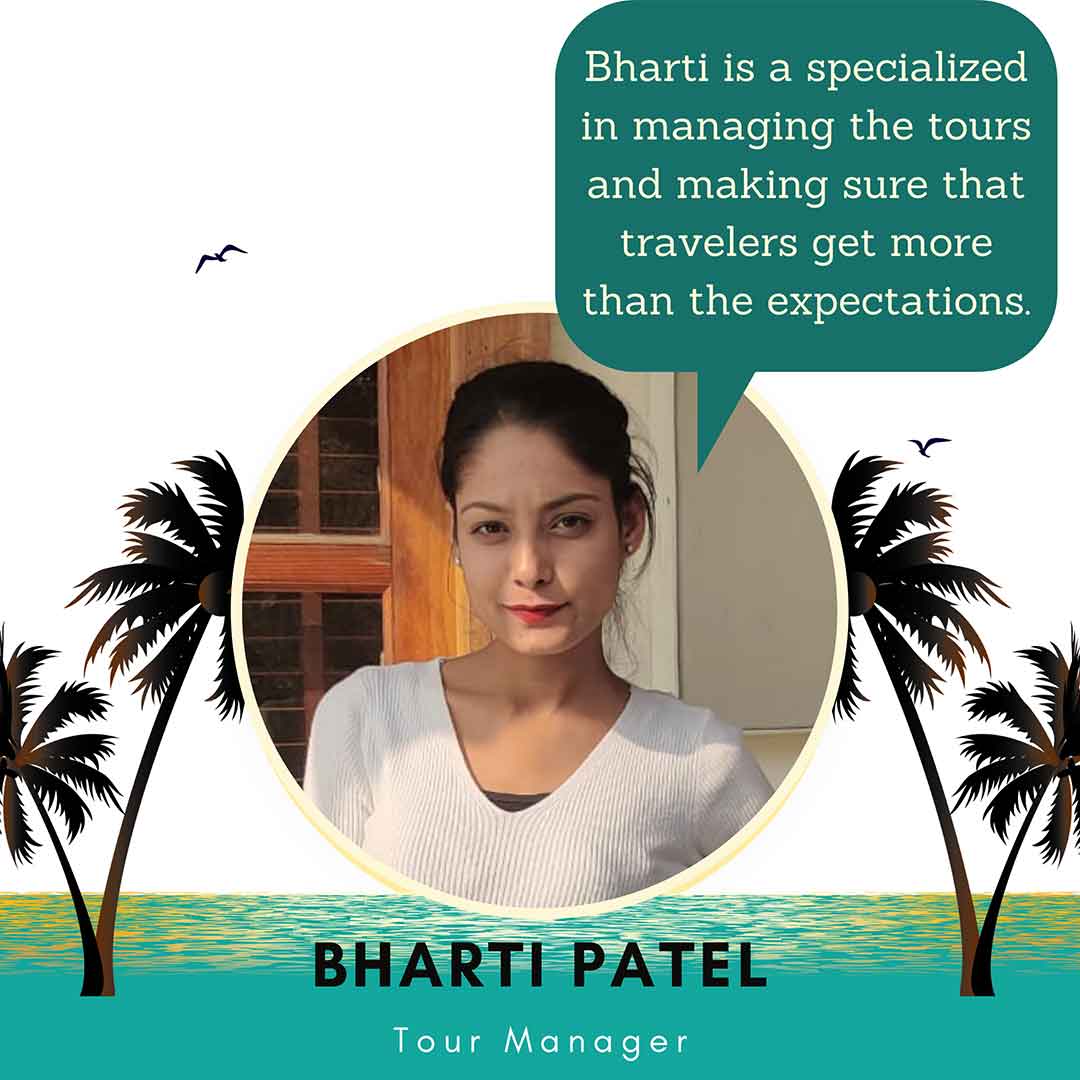 Bharti is a specialized
in managing the tours
and making sure that
travelers get more
than the expectations.
BHARTI PATEL
Tour Manager